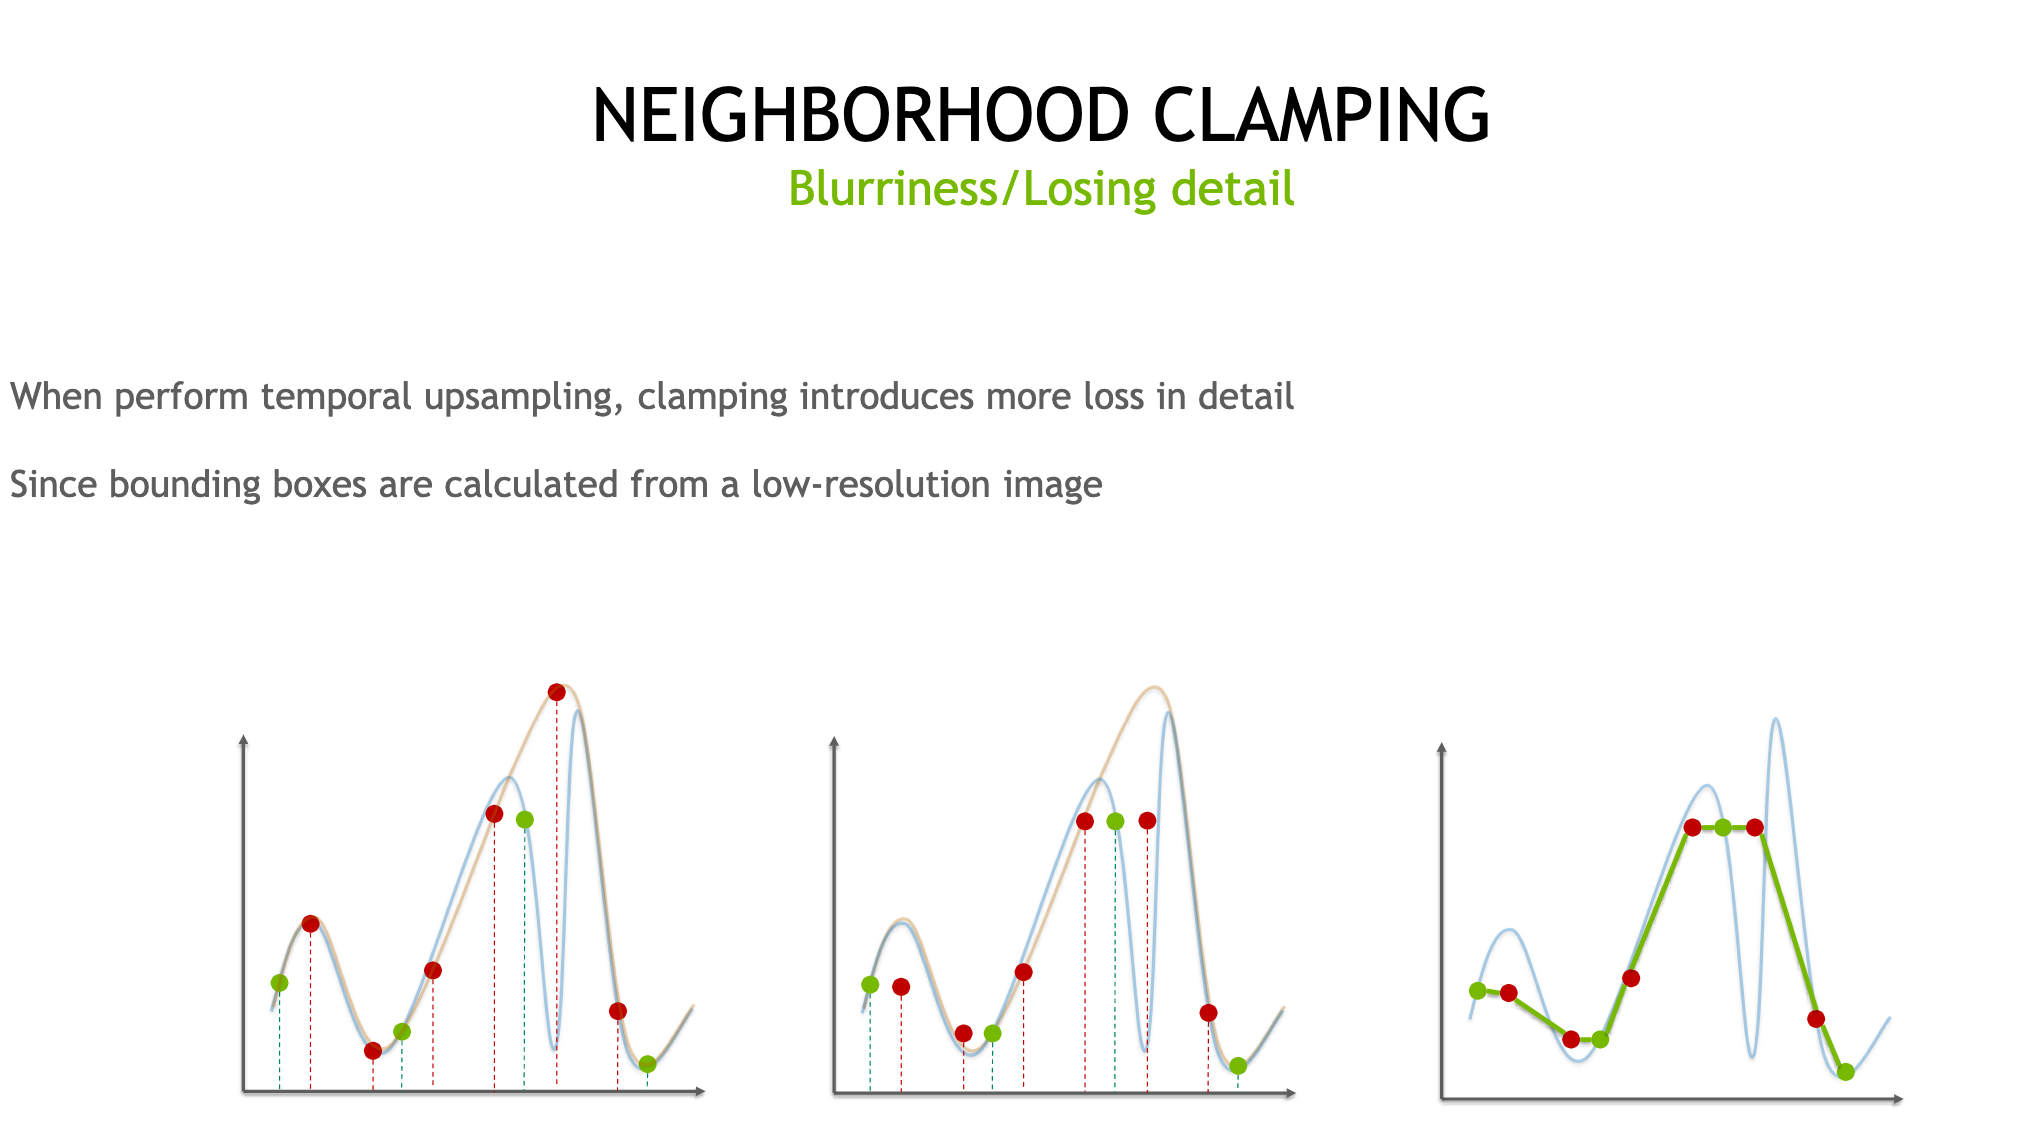 NEIGHBORHOOD CLAMPING
Blurriness/Losing detail
When perform temporal upsampling, clamping introduces more loss in detail
Since bounding boxes are calculated from a low-resolution image